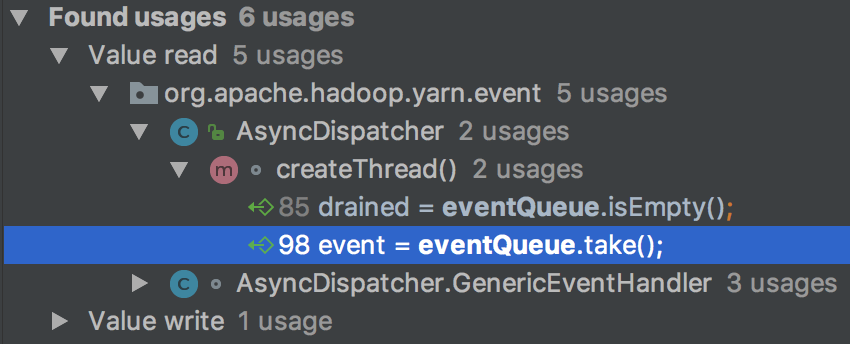 Found usages 6 usages
Value read 5 usages
org.apache.hadoop.yarn.event 5 usages
C AsyncDispatcher 2 usages
m createThread() 2 usages
85 drained = eventQueue.isEmpty();
98 event = eventQueue.take();
C AsyncDispatcher.GenericEventHandler 3 usages
Value write 1 usage